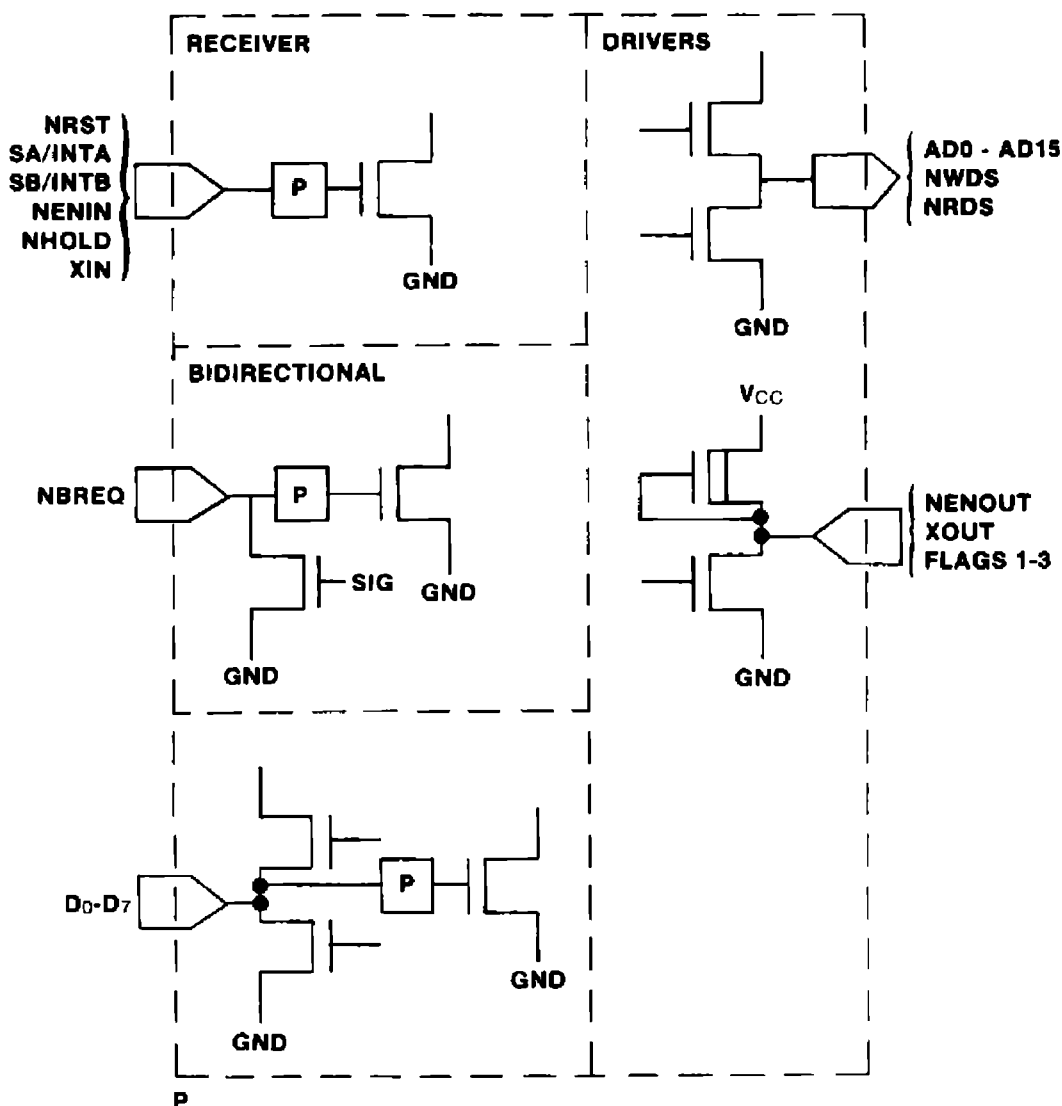 RECEIVER
NRST
SA/INTA
SB/INTB
NENIN
NHOLD
XIN
P
GND
DRIVERS
AD0 - AD15
NWDS
NRDS
GND
BIDIRECTIONAL
NBREQ
P
SIG
GND
GND
VCC
NENOUT
XOUT
FLAGS 1-3
GND
D0-D7
P
GND
GND
P